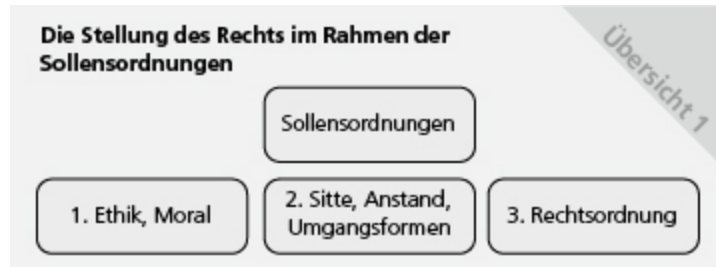 Die Stellung des Rechts im Rahmen der
Sollensordnungen
Übersicht 1
Sollensordnungen
1. Ethik, Moral
2. Sitte, Anstand,
Umgangsformen
3. Rechtsordnung